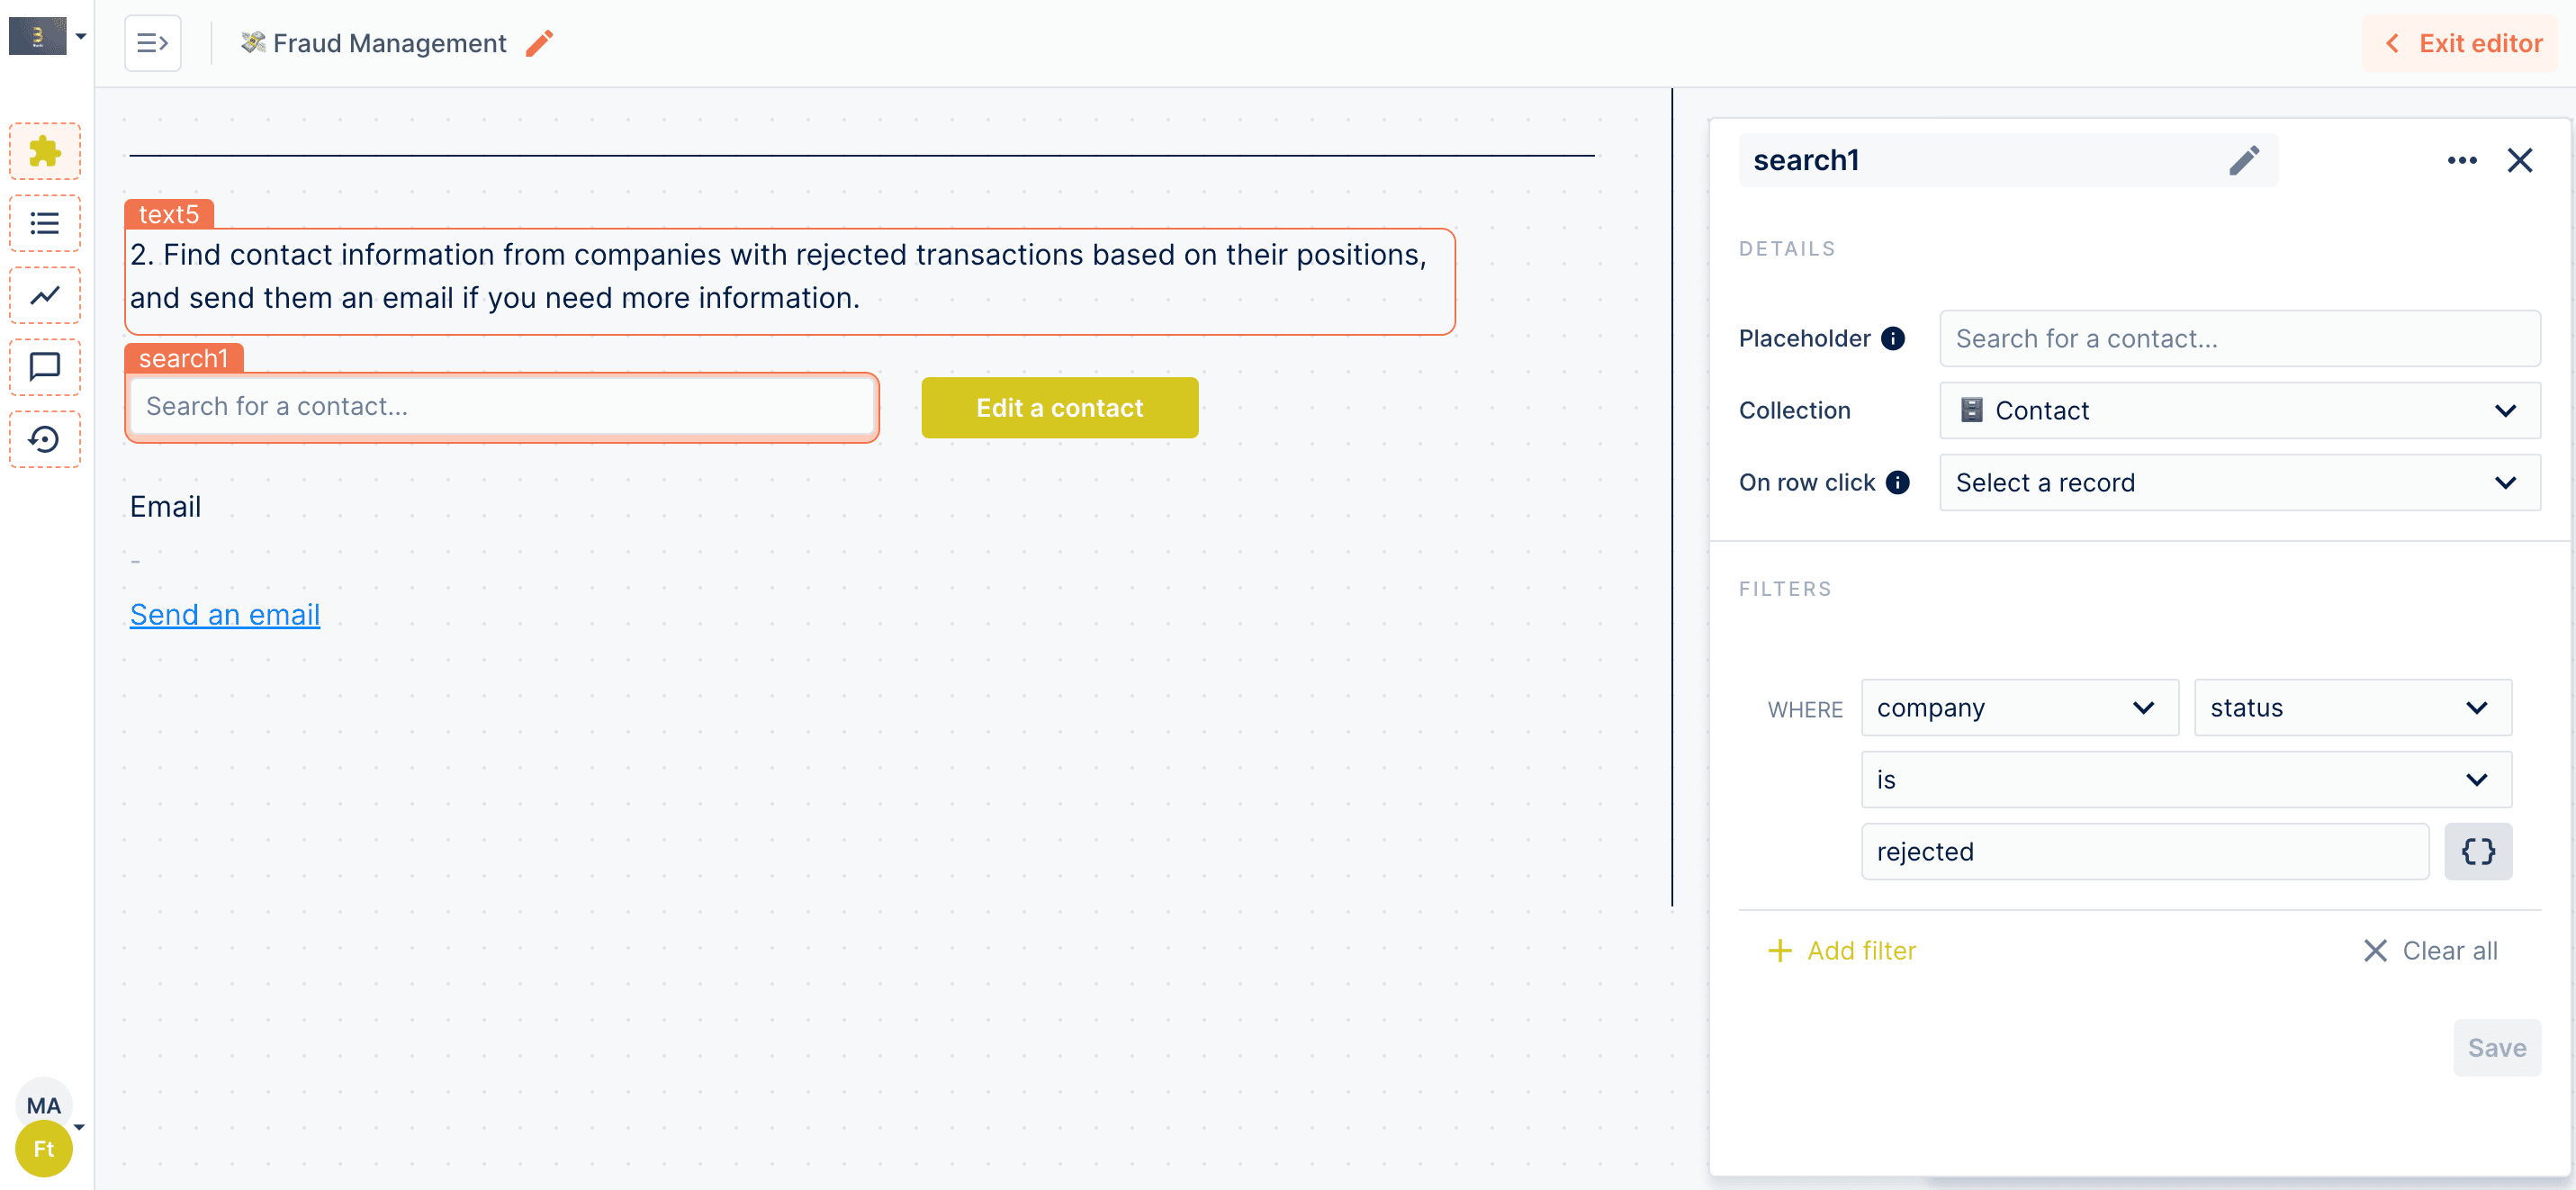 Fraud Management
Exit editor
text5
2. Find contact information from companies with rejected transactions based on their positions,
and send them an email if you need more information.
search1
Search for a contact...
Edit a contact
Email
-
Send an email
MA
Ft
search1
DETAILS
Placeholder
Search for a contact...
Collection
Contact
On row click
Select a record
FILTERS
WHERE
company
status
is
rejected
{}
Add filter
Clear all
Save